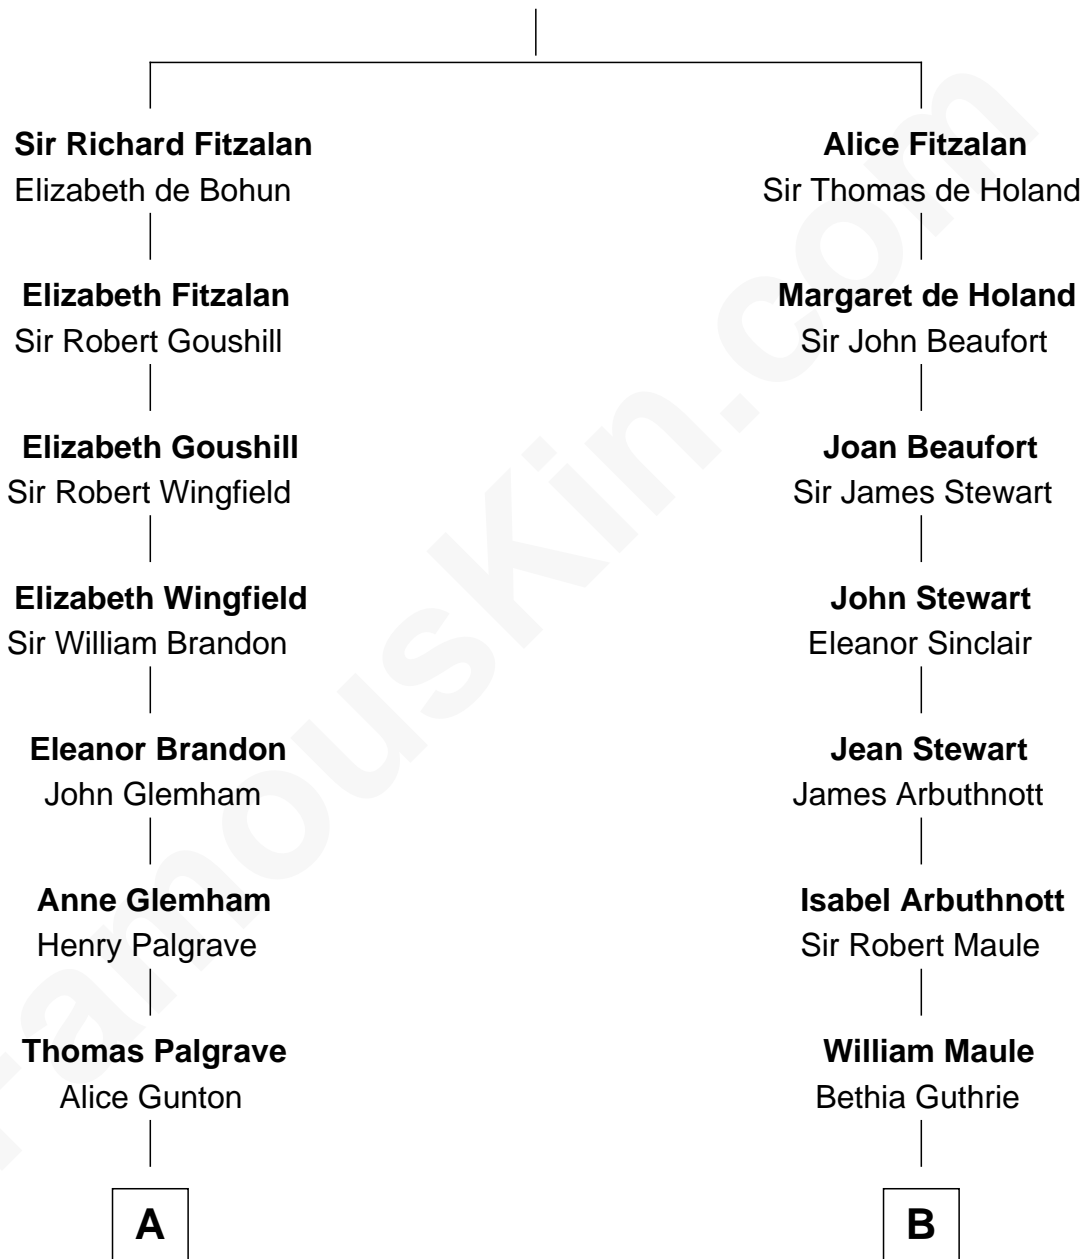 Sir Richard Fitzalan
Elizabeth de Bohun
Elizabeth Fitzalan
Sir Robert Goushill
Elizabeth Goushill
Sir Robert Wingfield
Elizabeth Wingfield
Sir William Brandon
Eleanor Brandon
John Glemham
Anne Glemham
Henry Palgrave
Thomas Palgrave
Alice Gunton
A
Alice Fitzalan
Sir Thomas de Holand
Margaret de Holand
Sir John Beaufort
Joan Beaufort
Sir James Stewart
John Stewart
Eleanor Sinclair
Jean Stewart
James Arbuthnott
Isabel Arbuthnott
Sir Robert Maule
William Maule
Bethia Guthrie
B
FamousKin.com